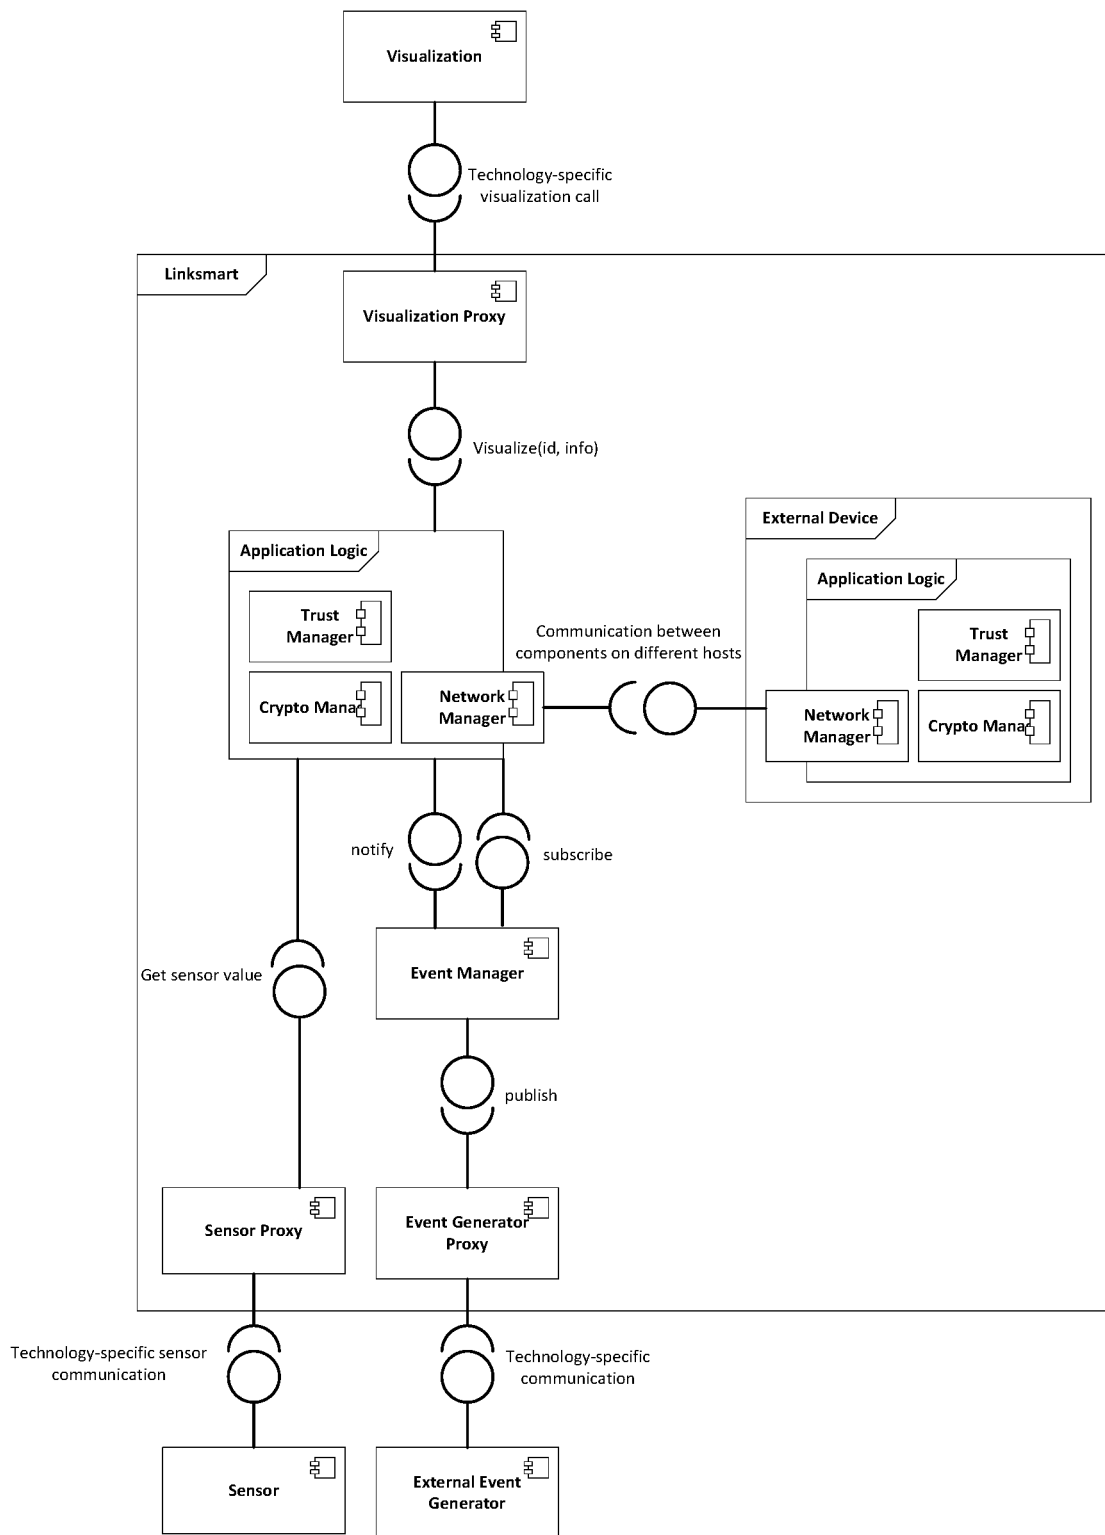 Visualization
Technology-specific
visualization call
Linksmart
Visualization Proxy
Visualize(id, info)
External Device
Application Logic
Application Logic
Trust
Manager
Communication between
components on different hosts
Trust
Manager
Crypto Mana
Network
Manager
Network
Manager
Crypto Mana
notify
subscribe
Get sensor value
Event Manager
publish
Sensor Proxy
Event Generator
Proxy
Technology-specific sensor
communication
Technology-specific
communication
Sensor
External Event
Generator